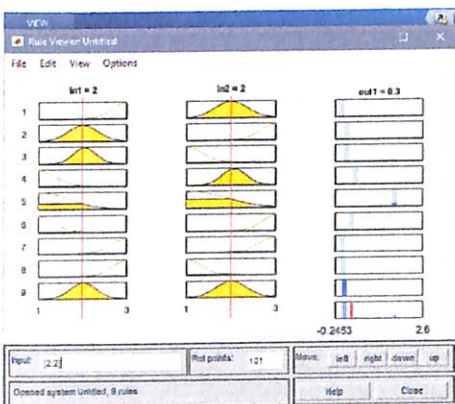 VIEW
Rule Viewer Untitled
File Edit View Options
in1 = 2 in2 = 2 out1 = 0.3
1
2
3
4
5
6
7
8
9
1 3 1 3
-0.2453 2.6
Input: [2 2] Plot points: 101 Move: left right down up
Opened system Untitled, 9 rules Help Close